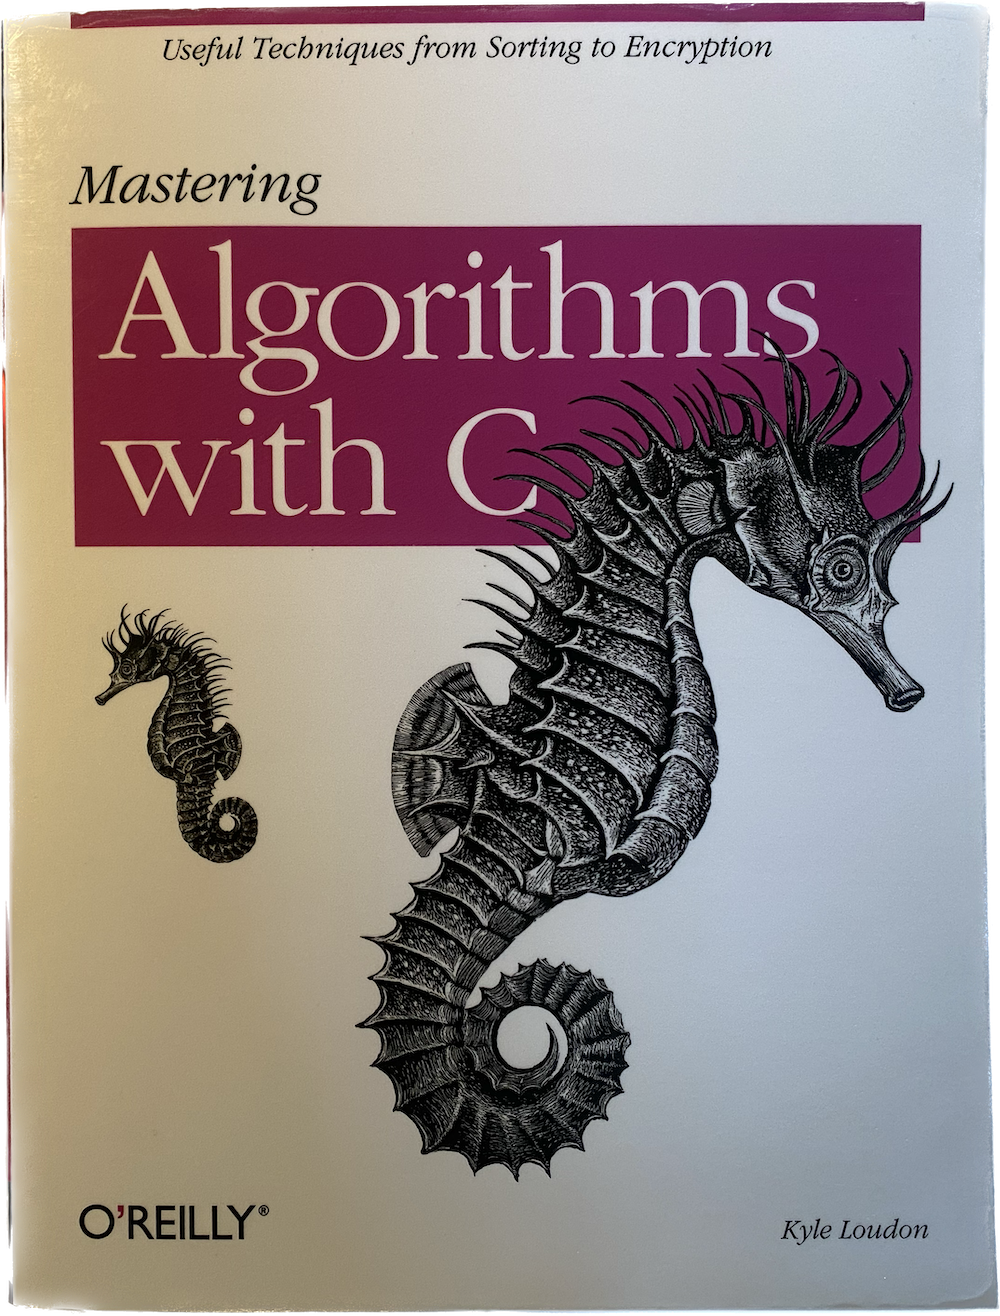 Useful Techniques from Sorting to Encryption
Mastering
Algorithms
with C
O'REILLY®
Kyle Loudon